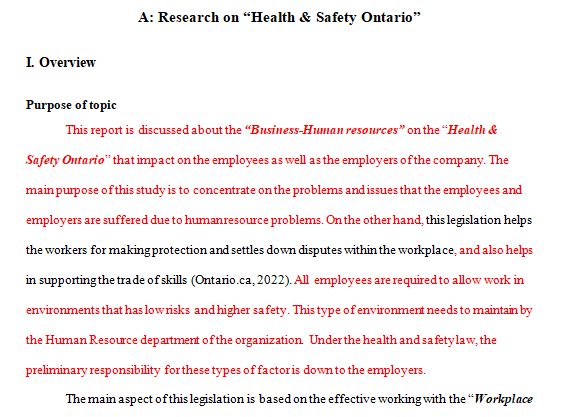 A: Research on “Health & Safety Ontario”
I. Overview
Purpose of topic
This report is discussed about the “Business-Human resources” on the “Health &
Safety Ontario” that impact on the employees as well as the employers of the company. The
main purpose of this study is to concentrate on the problems and issues that the employees and
employers are suffered due to human resource problems. On the other hand, this legislation helps
the workers for making protection and settles down disputes within the workplace, and also helps
in supporting the trade of skills (Ontario.ca, 2022). All employees are required to allow work in
environments that has low risks and higher safety. This type of environment needs to maintain by
the Human Resource department of the organization. Under the health and safety law, the
preliminary responsibility for these types of factor is down to the employers.
The main aspect of this legislation is based on the effective working with the “Workplace